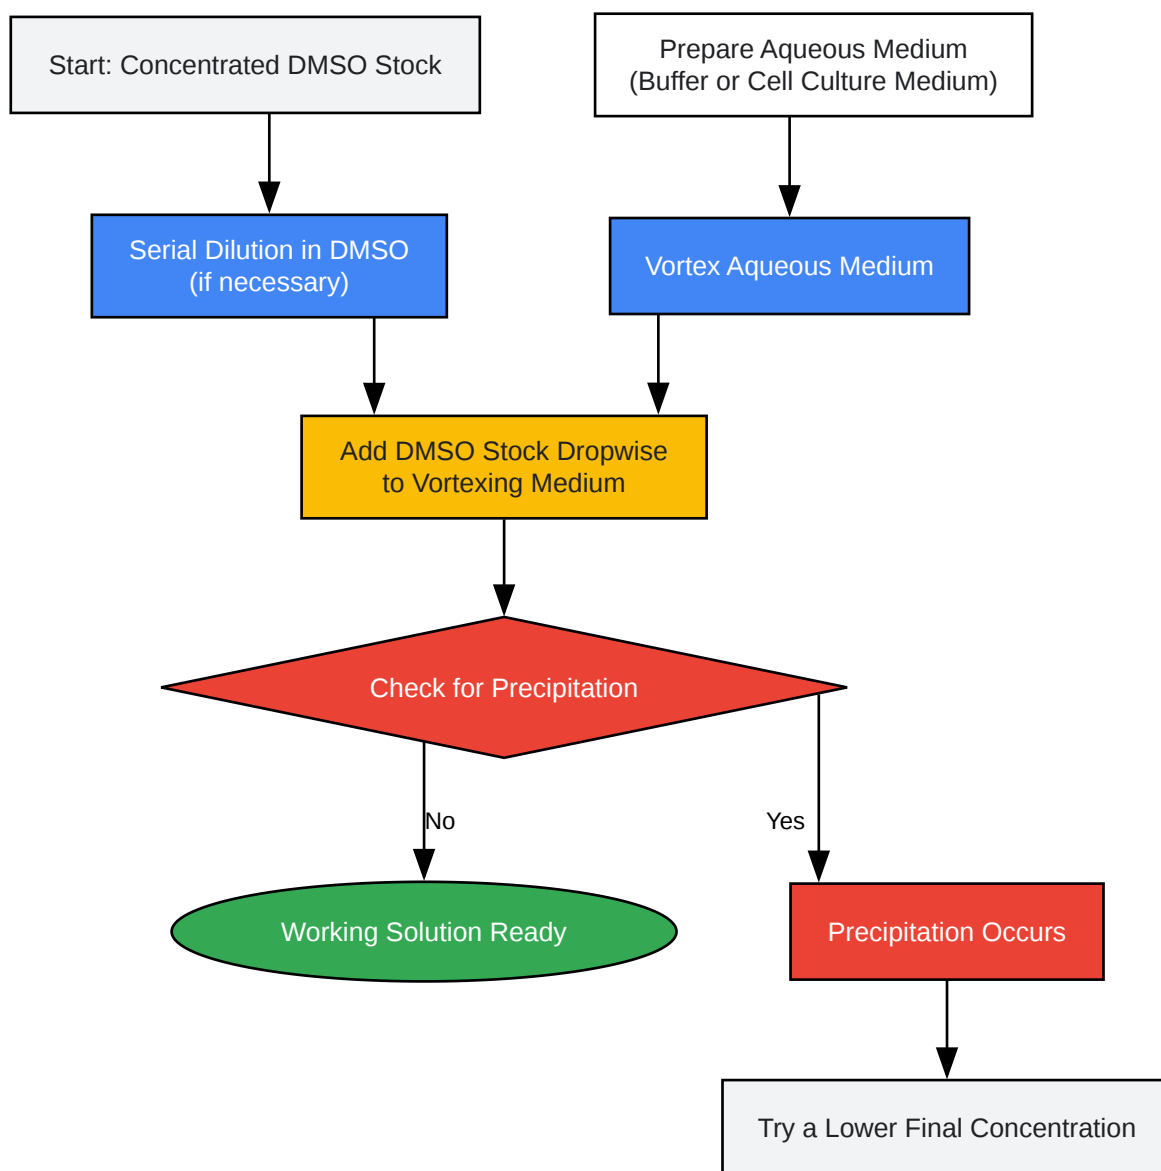 Start: Concentrated DMSO Stock
Prepare Aqueous Medium
(Buffer or Cell Culture Medium)
Serial Dilution in DMSO
(if necessary)
Vortex Aqueous Medium
Add DMSO Stock Dropwise
to Vortexing Medium
Check for Precipitation
No
Yes
Working Solution Ready
Precipitation Occurs
Try a Lower Final Concentration